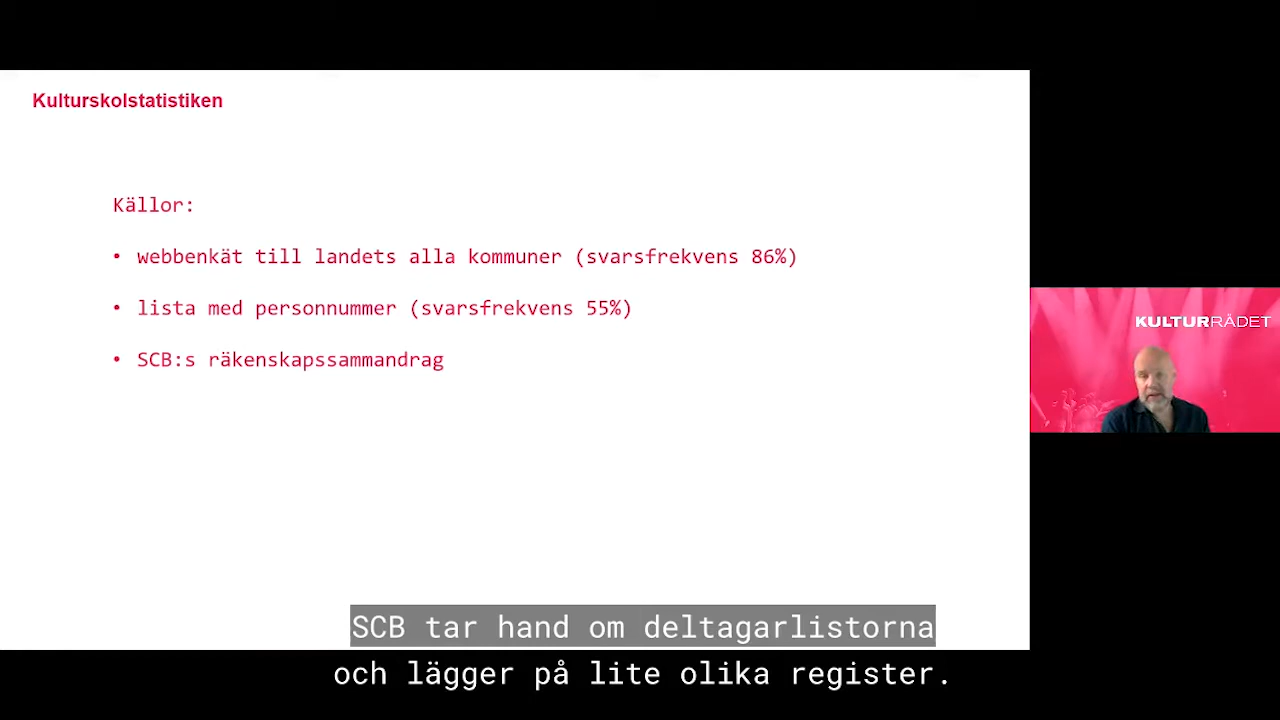 Kulturskolstatistiken
Källor:
• webbenkät till landets alla kommuner (svarsfrekvens 86%)
• lista med personnummer (svarsfrekvens 55%)
• SCB:s räkenskapssammandrag
KULTURRÅDET
SCB tar hand om deltagarlistorna
och lägger på lite olika register.